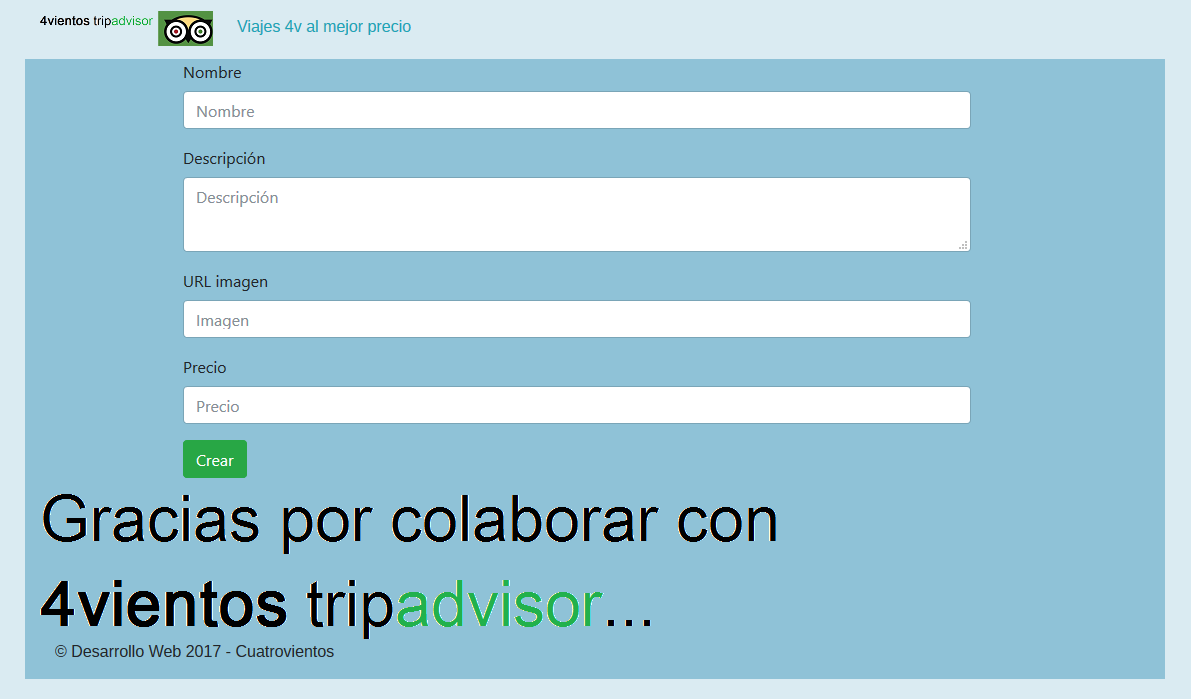 4vientos tripadvisor Viajes 4v al mejor precio
Nombre
Nombre
Descripción
Descripción
URL imagen
Imagen
Precio
Precio
Crear
Gracias por colaborar con
4vientos tripadvisor...
© Desarrollo Web 2017 - Cuatrovientos